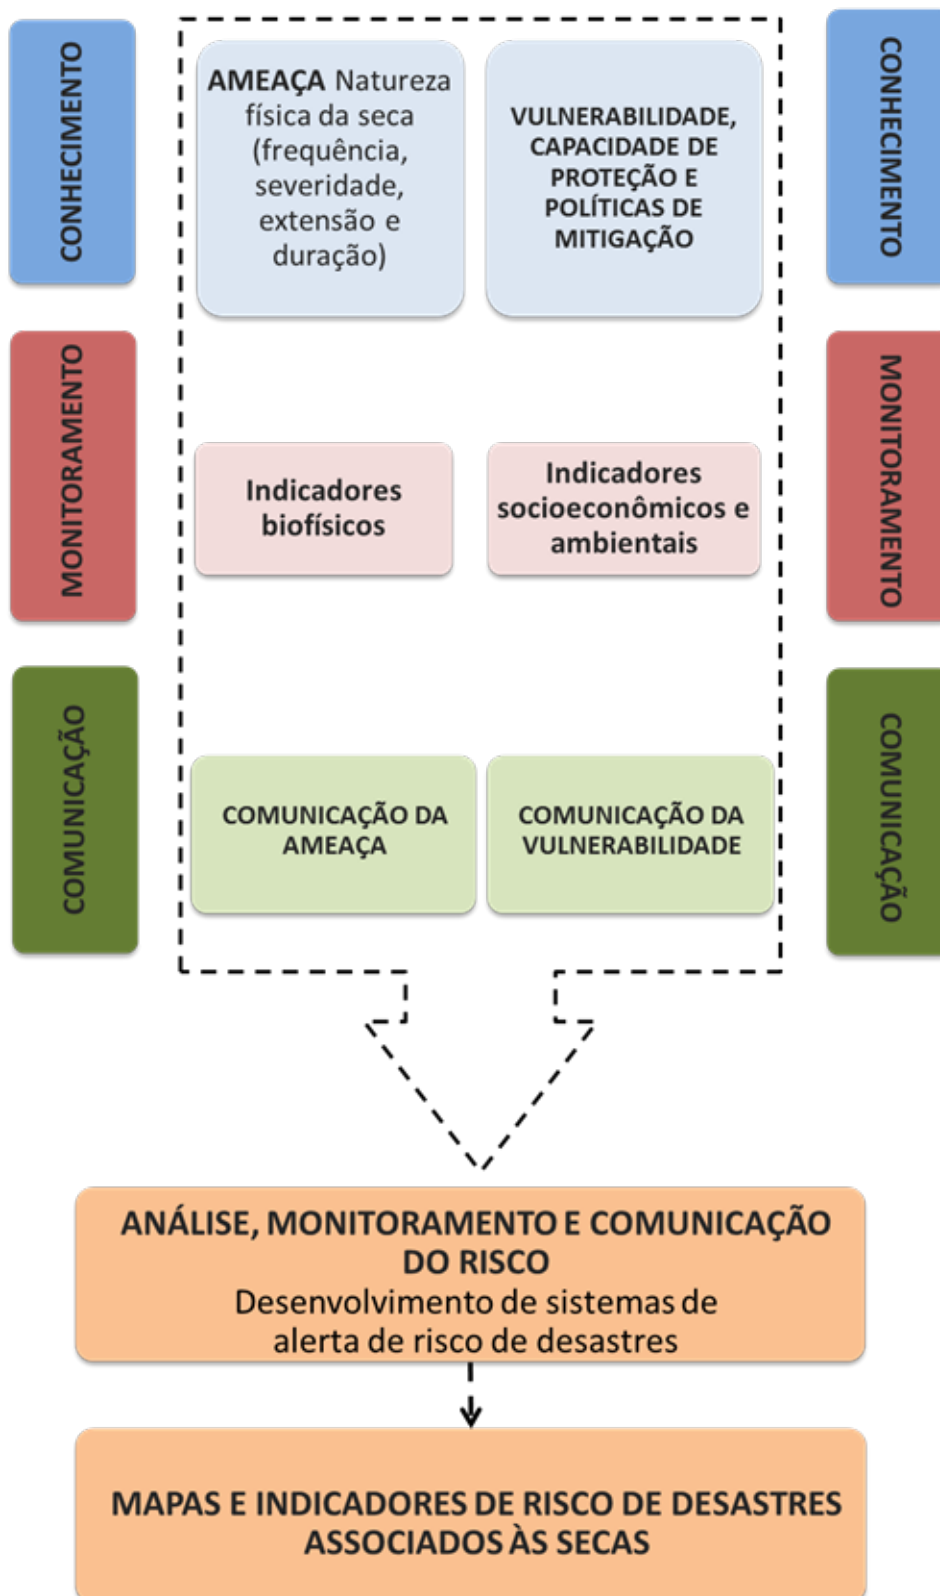 CONHECIMENTO
AMEAÇA Natureza
física da seca
(frequência,
severidade,
extensão e
duração)
VULNERABILIDADE,
CAPACIDADE DE
PROTEÇÃO E
POLÍTICAS DE
MITIGAÇÃO
CONHECIMENTO
MONITORAMENTO
Indicadores
biofísicos
Indicadores
socioeconômicos e
ambientais
MONITORAMENTO
COMUNICAÇÃO
COMUNICAÇÃO DA
AMEAÇA
COMUNICAÇÃO DA
VULNERABILIDADE
COMUNICAÇÃO
ANÁLISE, MONITORAMENTO E COMUNICAÇÃO
DO RISCO
Desenvolvimento de sistemas de
alerta de risco de desastres
MAPAS E INDICADORES DE RISCO DE DESASTRES
ASSOCIADOS ÀS SECAS